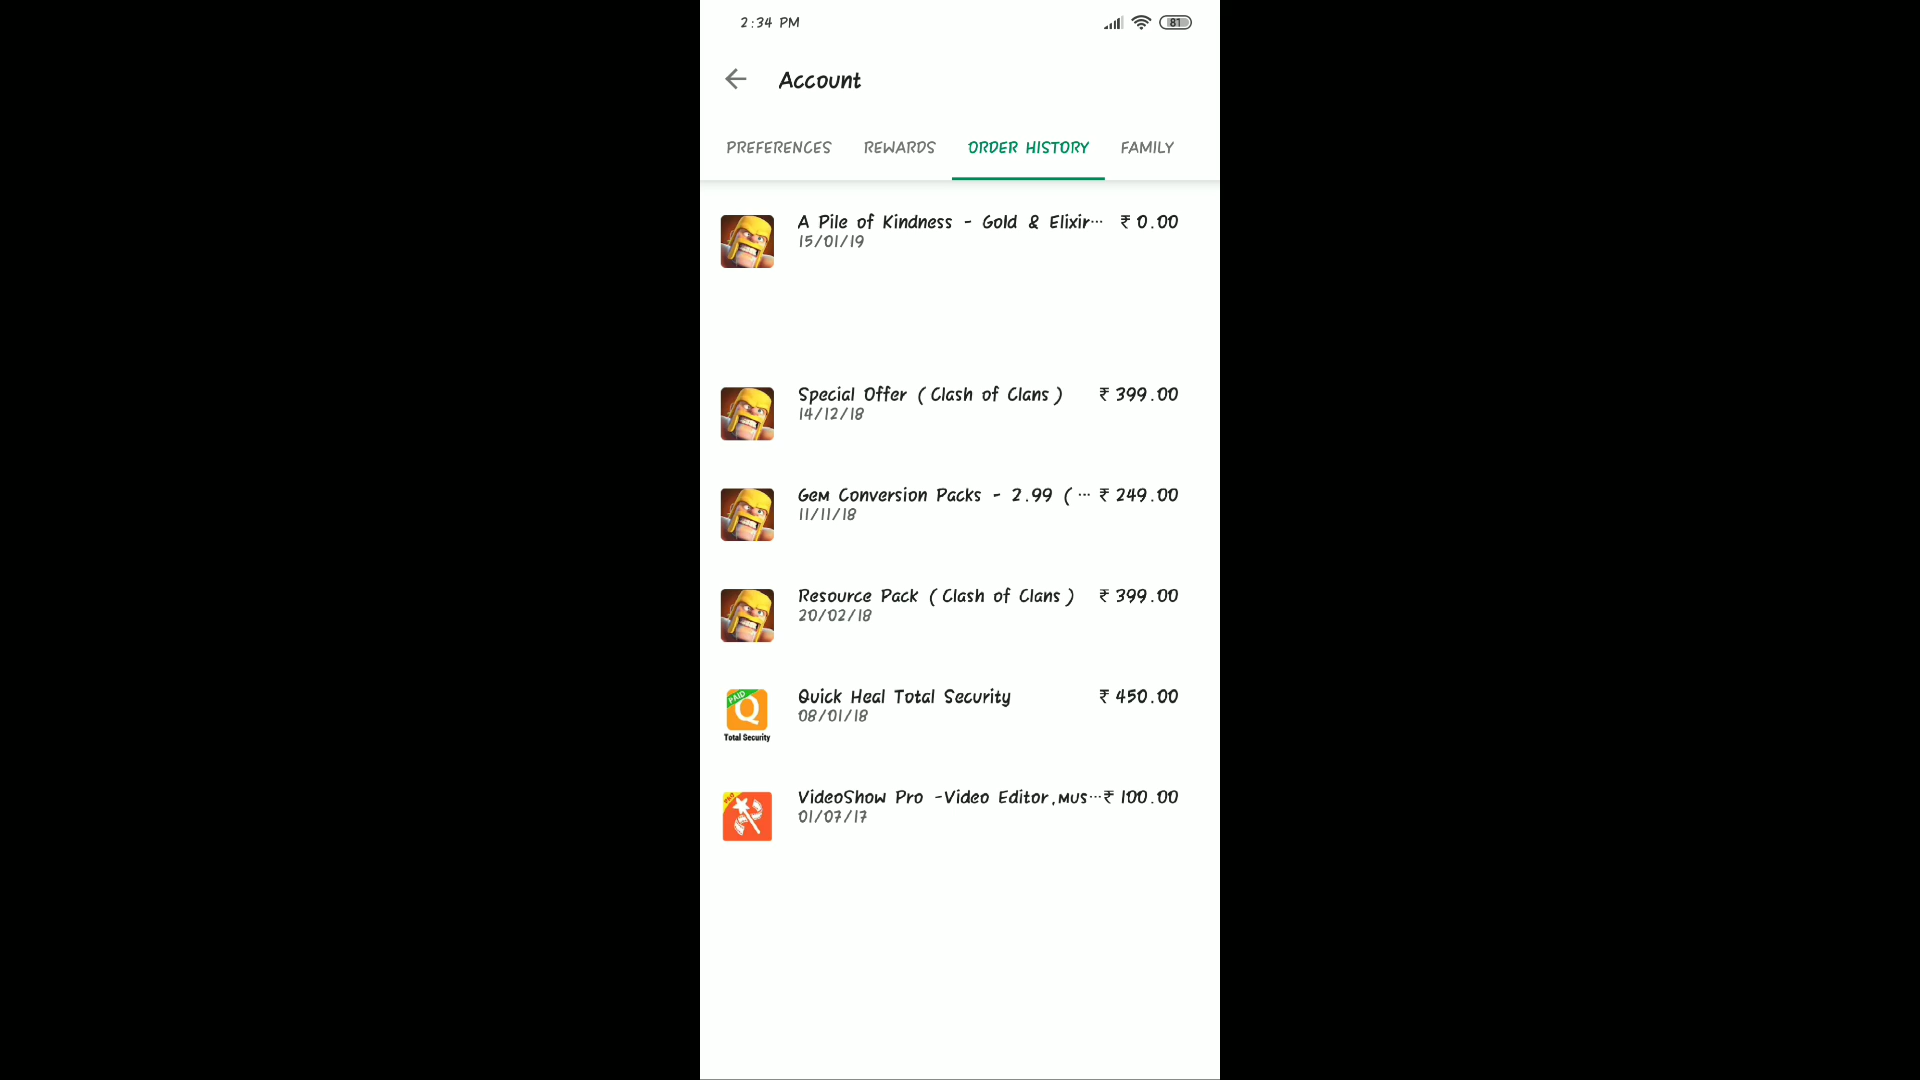 2:34 PM
81
Account
PREFERENCES REWARDS ORDER HISTORY FAMILY
A Pile of Kindness - Gold & Elixir... ₹ 0.00
15/01/19
Special Offer (Clash of Clans) ₹ 399.00
14/12/18
Gem Conversion Packs - 2.99 (... ₹ 249.00
11/11/18
Resource Pack (Clash of Clans) ₹ 399.00
20/02/18
PAID
Q
Total Security
Quick Heal Total Security ₹ 450.00
08/01/18
PRO
VideoShow Pro -Video Editor,mus...₹ 100.00
01/07/17